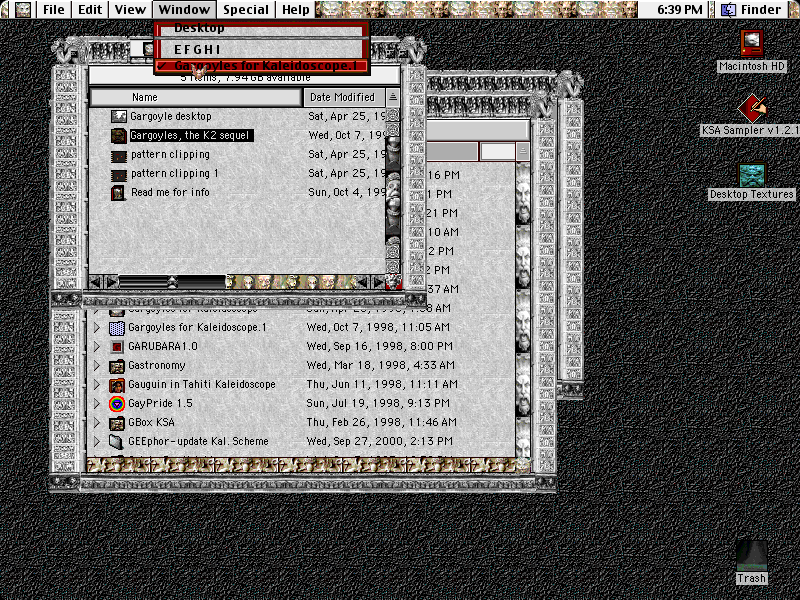 File Edit View Window Special Help 6:39 PM Finder
Desktop
E F G H I
✓ Gargoyles for Kaleidoscope.1
5 items, 7.94 GB available
Name Date Modified
Gargoyle desktop Sat, Apr 25, 19
Gargoyles, the K2 sequel Wed, Oct 7, 199
pattern clipping Sat, Apr 25, 19
pattern clipping 1 Sat, Apr 25, 19
Read me for info Sun, Oct 4, 199
16 PM
1 PM
21 PM
10 AM
2 PM
2 PM
37 AM
Gargoyles for Kaleidoscope
Gargoyles for Kaleidoscope.1 Wed, Oct 7, 1998, 11:05 AM
GARUBARA1.0 Wed, Sep 16, 1998, 8:00 PM
Gastronomy Wed, Mar 18, 1998, 4:33 AM
Gauguin in Tahiti Kaleidoscope Thu, Jun 11, 1998, 11:11 AM
GayPride 1.5 Sun, Jul 19, 1998, 9:13 PM
GBox KSA Thu, Feb 26, 1998, 11:46 AM
GEEphor-update Kal. Scheme Wed, Sep 27, 2000, 2:13 PM
Macintosh HD
KSA Sampler v1.2.1
Desktop Textures
Trash